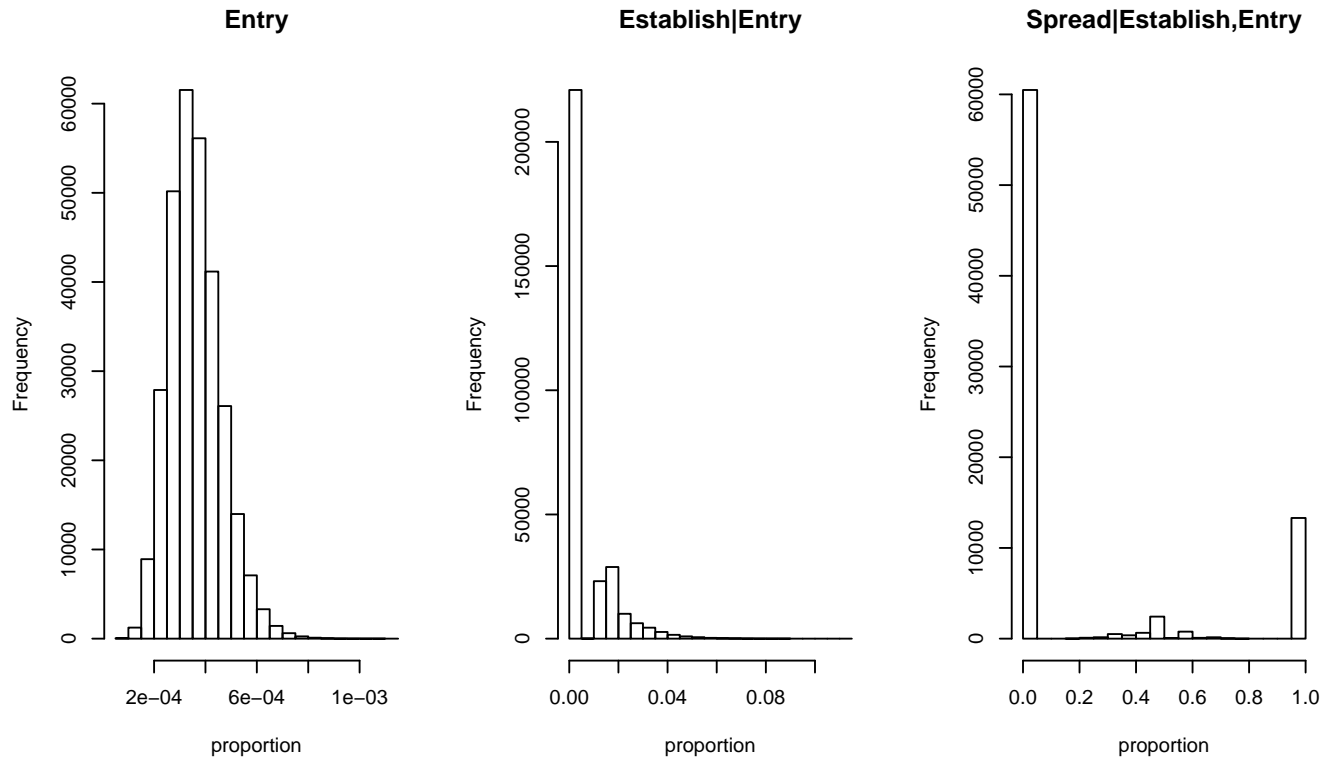 Entry
Frequency
60000
50000
40000
30000
20000
10000
0
2e−04
6e−04
1e−03
proportion
Establish|Entry
Frequency
200000
150000
100000
50000
0
0.00
0.04
0.08
proportion
Spread|Establish,Entry
Frequency
60000
50000
40000
30000
20000
10000
0
0.0
0.2
0.4
0.6
0.8
1.0
proportion